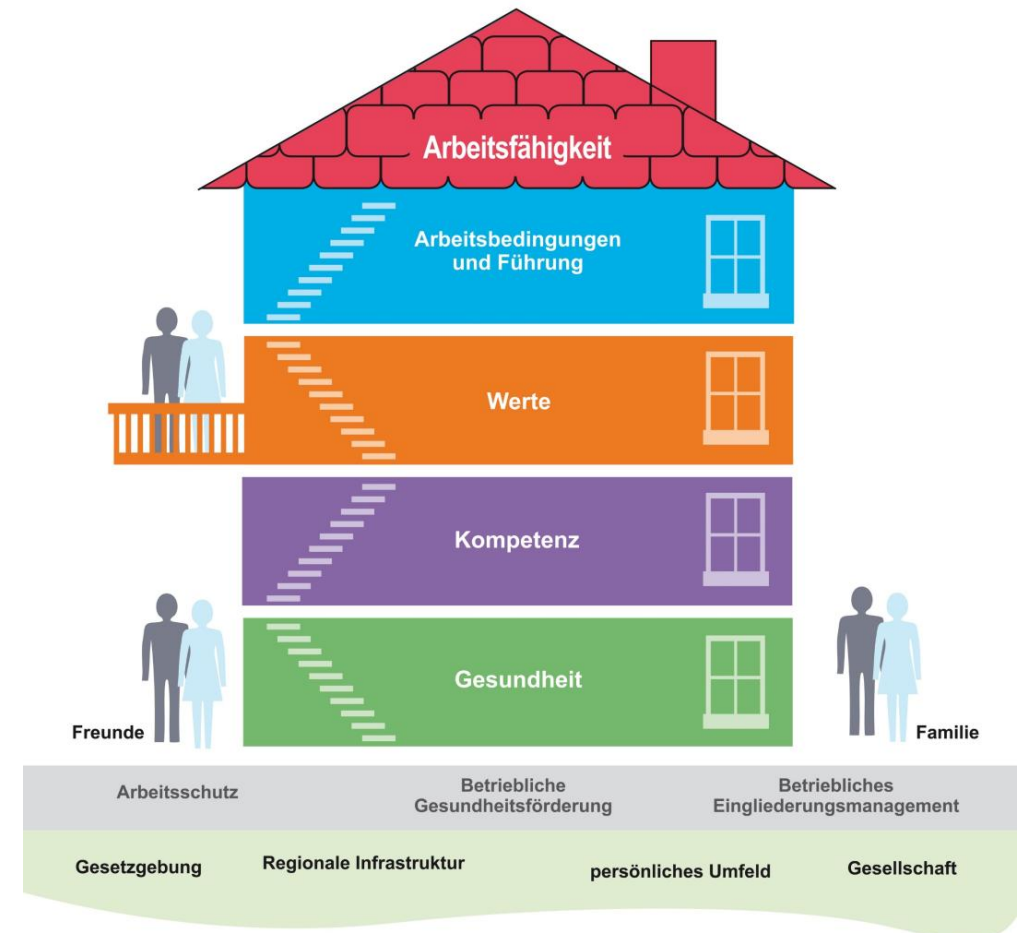 Arbeitsfähigkeit
Arbeitsbedingungen
und Führung
Werte
Kompetenz
Gesundheit
Freunde
Familie
Arbeitsschutz
Betriebliche
Gesundheitsförderung
Betriebliches
Eingliederungsmanagement
Gesetzgebung
Regionale Infrastruktur
persönliches Umfeld
Gesellschaft